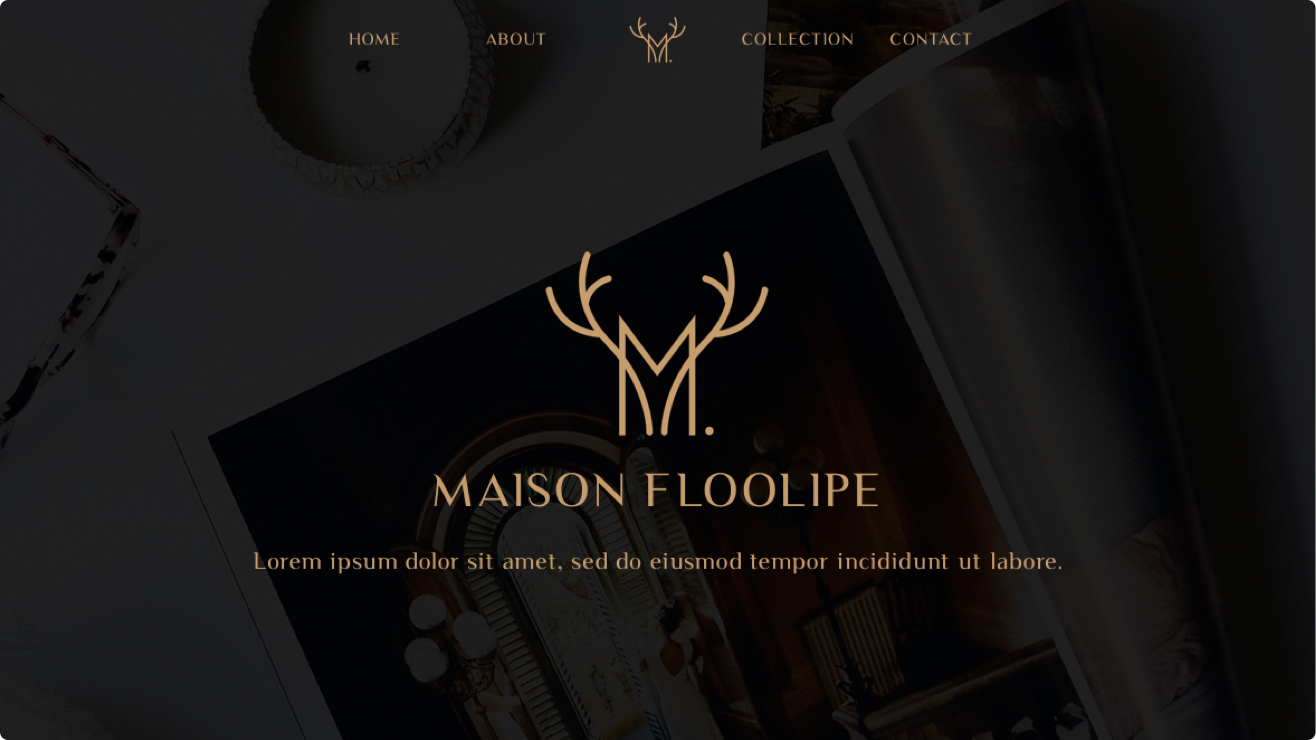 HOME ABOUT M. COLLECTION CONTACT
M.
MAISON FLOOLIPE
Lorem ipsum dolor sit amet, sed do eiusmod tempor incididunt ut labore.